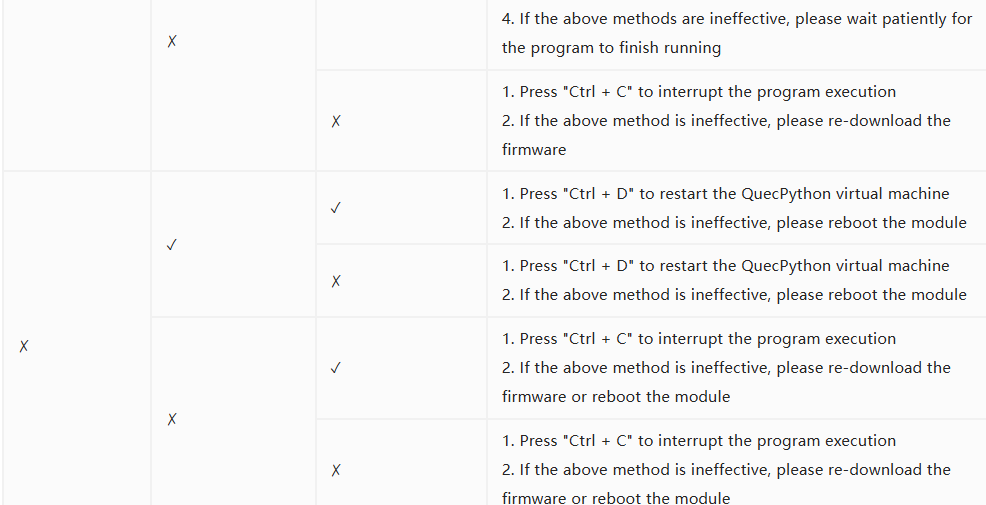 4. If the above methods are ineffective, please wait patiently for
the program to finish running
✗
1. Press "Ctrl + C" to interrupt the program execution
2. If the above method is ineffective, please re-download the
firmware
✗
1. Press "Ctrl + D" to restart the QuecPython virtual machine
2. If the above method is ineffective, please reboot the module
✓
✓
1. Press "Ctrl + D" to restart the QuecPython virtual machine
2. If the above method is ineffective, please reboot the module
✗
✗
1. Press "Ctrl + C" to interrupt the program execution
2. If the above method is ineffective, please re-download the
firmware or reboot the module
✓
✗
1. Press "Ctrl + C" to interrupt the program execution
2. If the above method is ineffective, please re-download the
firmware or reboot the module
✗